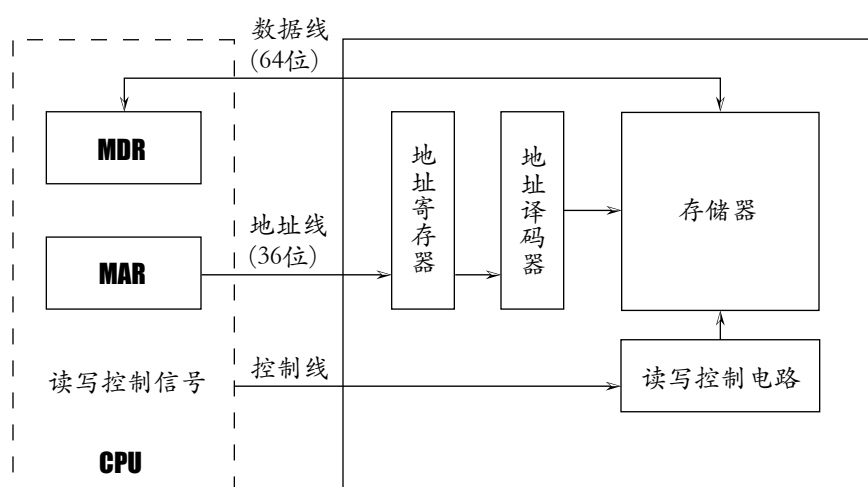 数据线
(64位)
MDR
地址寄存器
地址译码器
存储器
地址线
(36位)
MAR
读写控制信号
控制线
读写控制电路
CPU